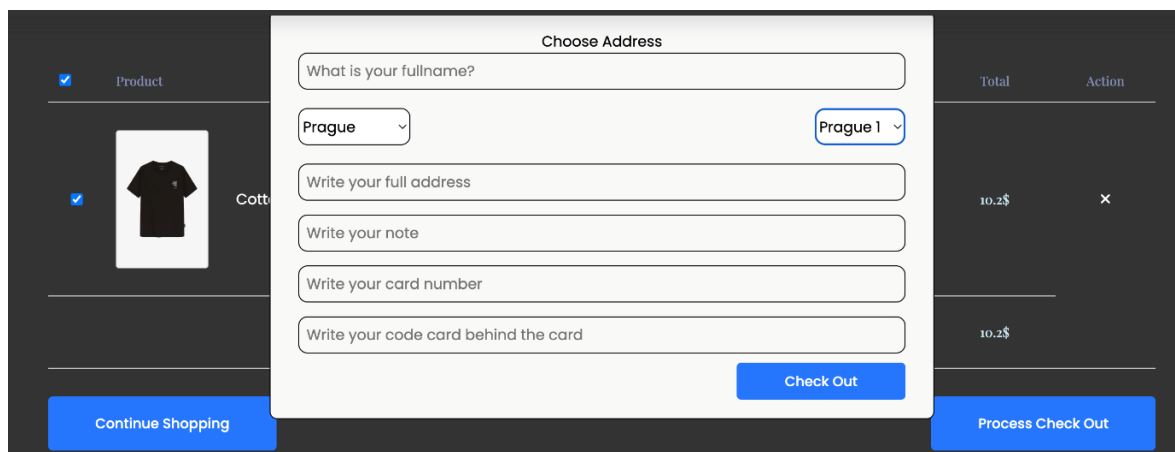 Choose Address
What is your fullname?
Product
Total
Action
Prague
Prague 1
Write your full address
Cotto
10.2$
Write your note
Write your card number
Write your code card behind the card
10.2$
Check Out
Continue Shopping
Process Check Out